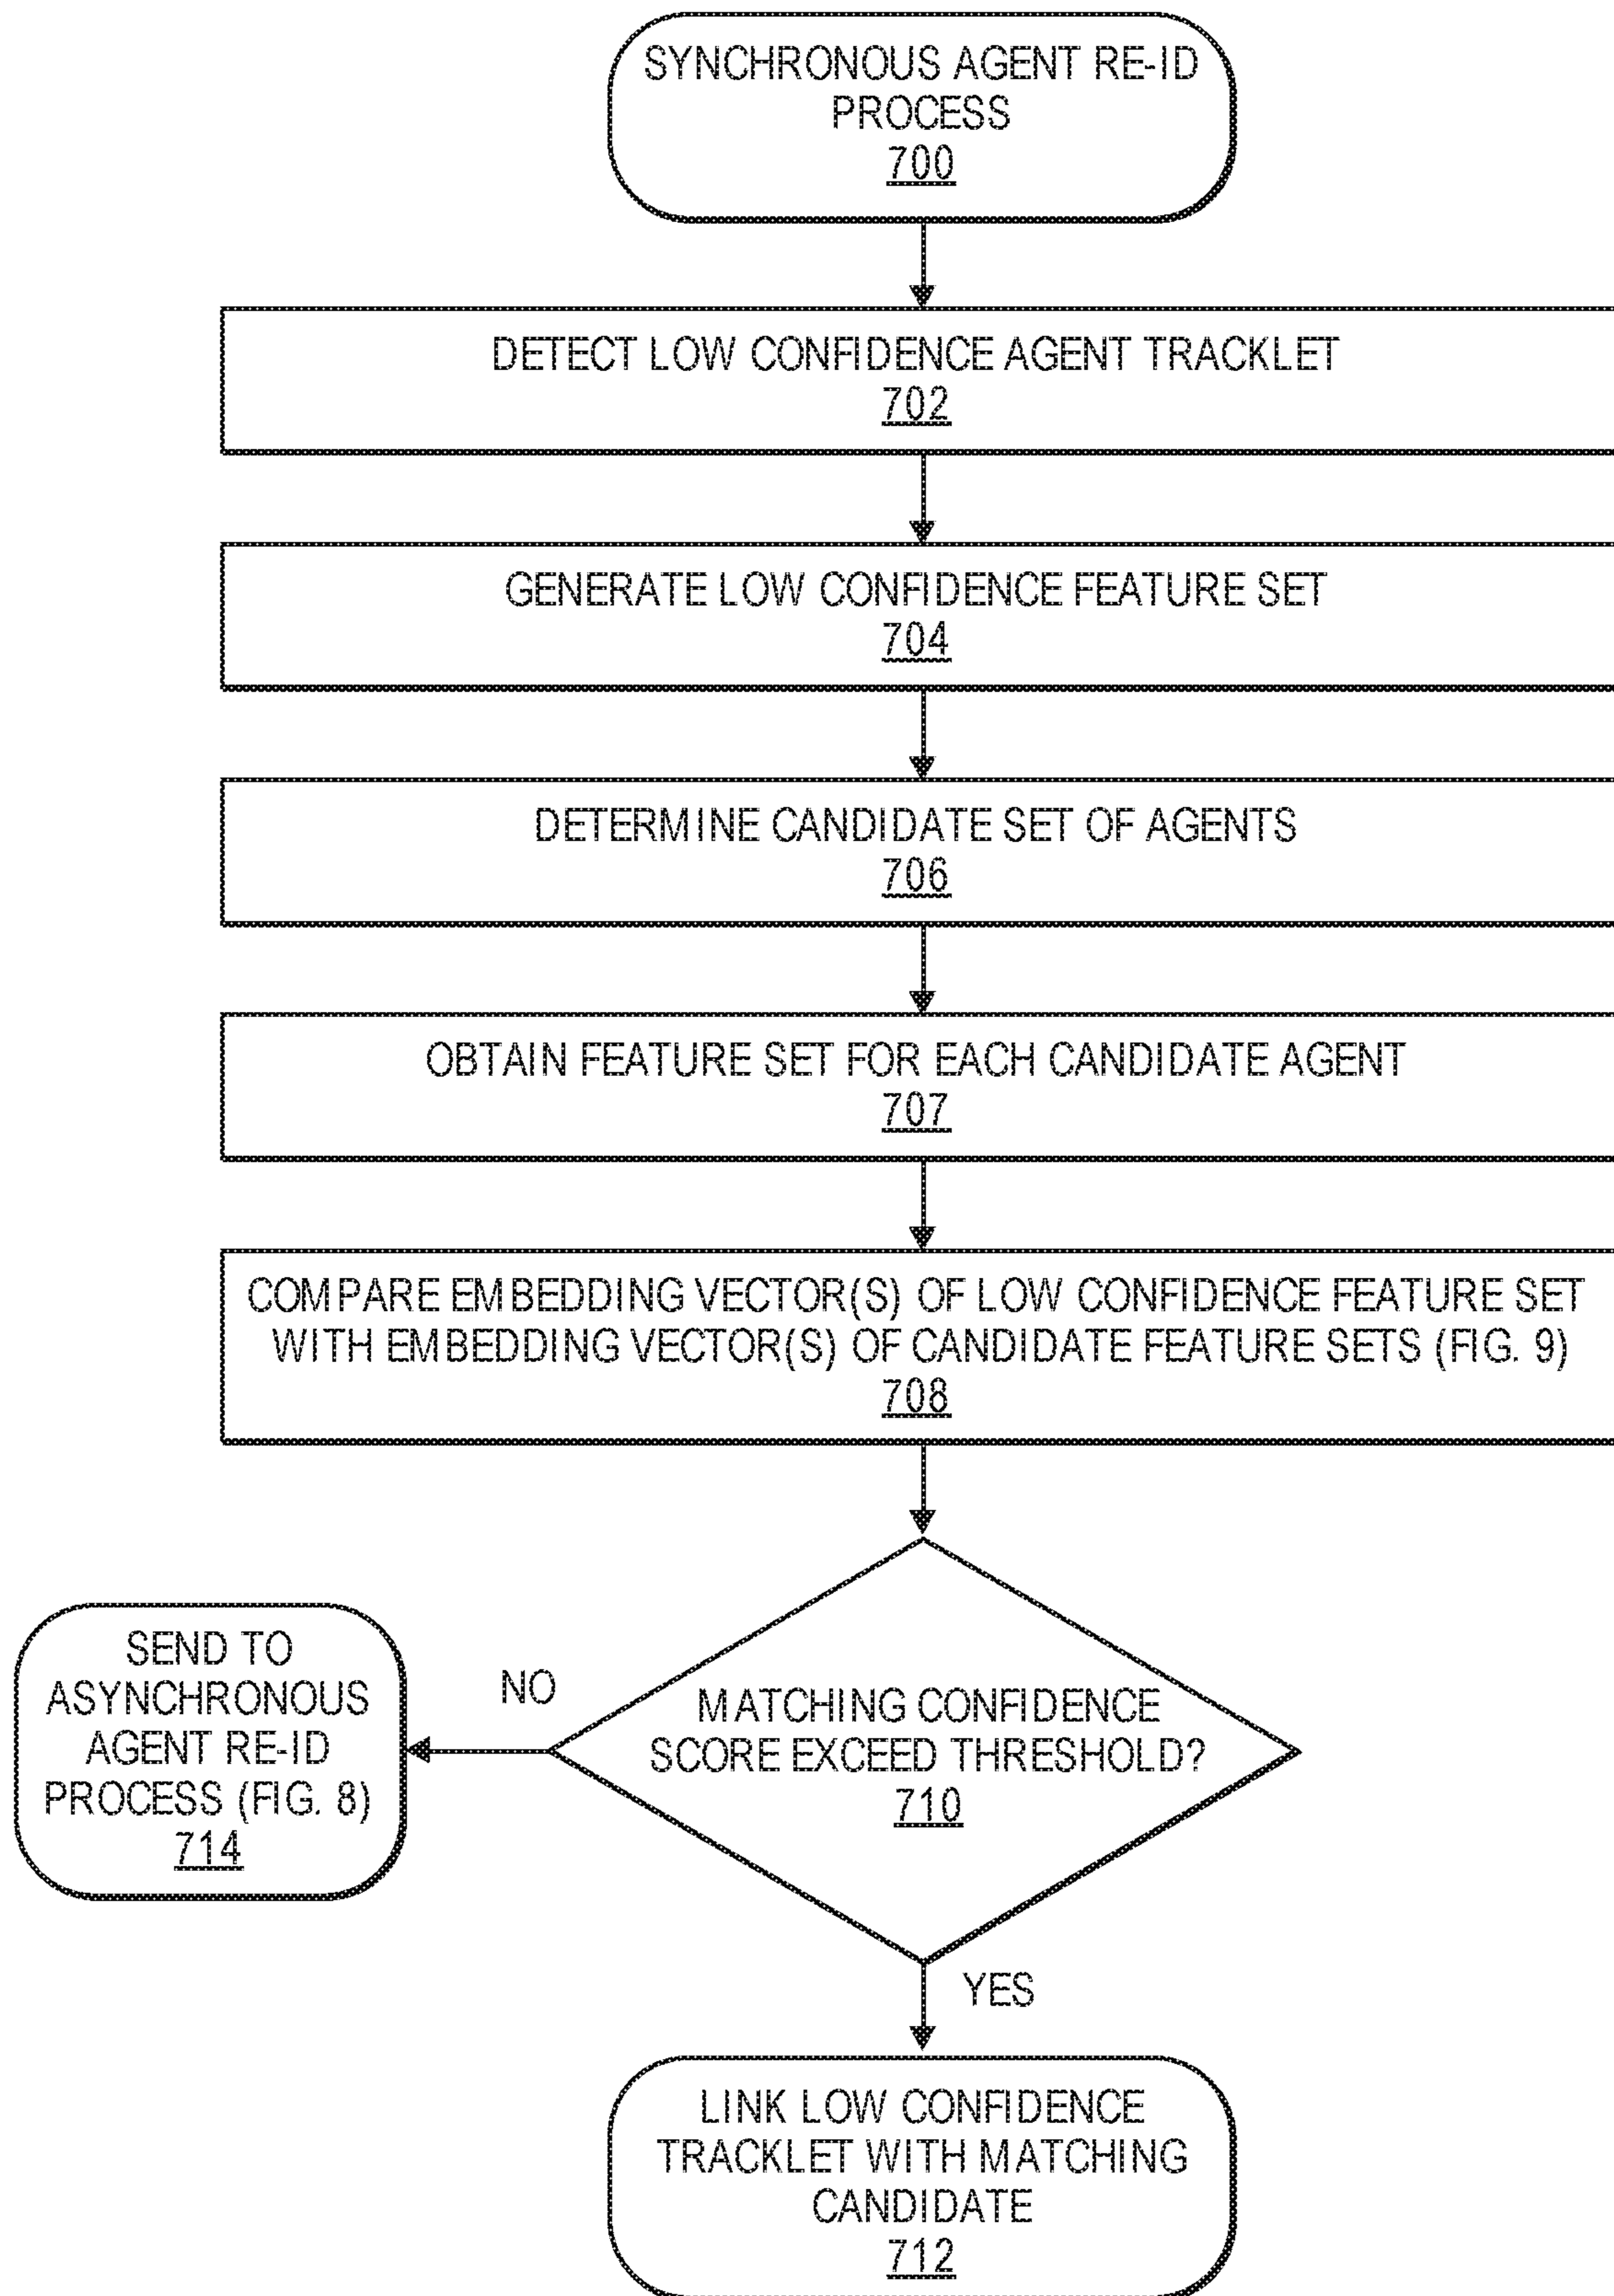 SYNCHRONOUS AGENT RE-ID
PROCESS
700
DETECT LOW CONFIDENCE AGENT TRACKLET
702
GENERATE LOW CONFIDENCE FEATURE SET
704
DETERMINE CANDIDATE SET OF AGENTS
706
OBTAIN FEATURE SET FOR EACH CANDIDATE AGENT
707
COMPARE EMBEDDING VECTOR(S) OF LOW CONFIDENCE FEATURE SET
WITH EMBEDDING VECTOR(S) OF CANDIDATE FEATURE SETS (FIG. 9)
708
MATCHING CONFIDENCE
SCORE EXCEED THRESHOLD?
710
NO
SEND TO
ASYNCHRONOUS
AGENT RE-ID
PROCESS (FIG. 8)
714
YES
LINK LOW CONFIDENCE
TRACKLET WITH MATCHING
CANDIDATE
712